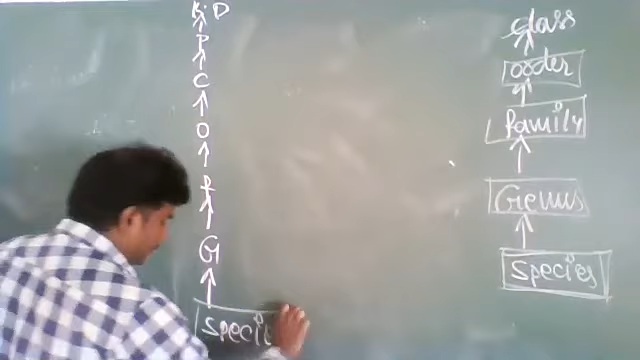 K.D
P
C
O
F
G
Speci
class
order
family
Genus
Species